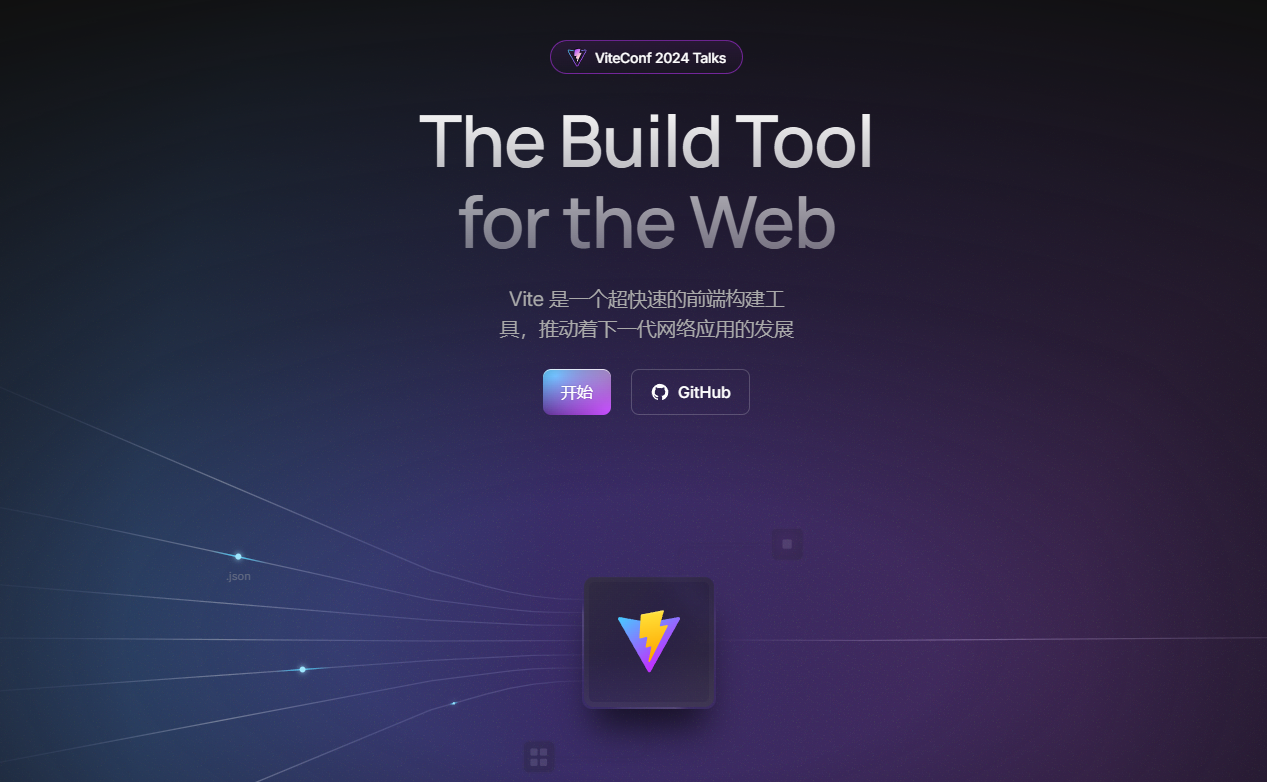 ViteConf 2024 Talks
The Build Tool
for the Web
Vite 是一个超快速的前端构建工
具，推动着下一代网络应用的发展
开始
GitHub
.json